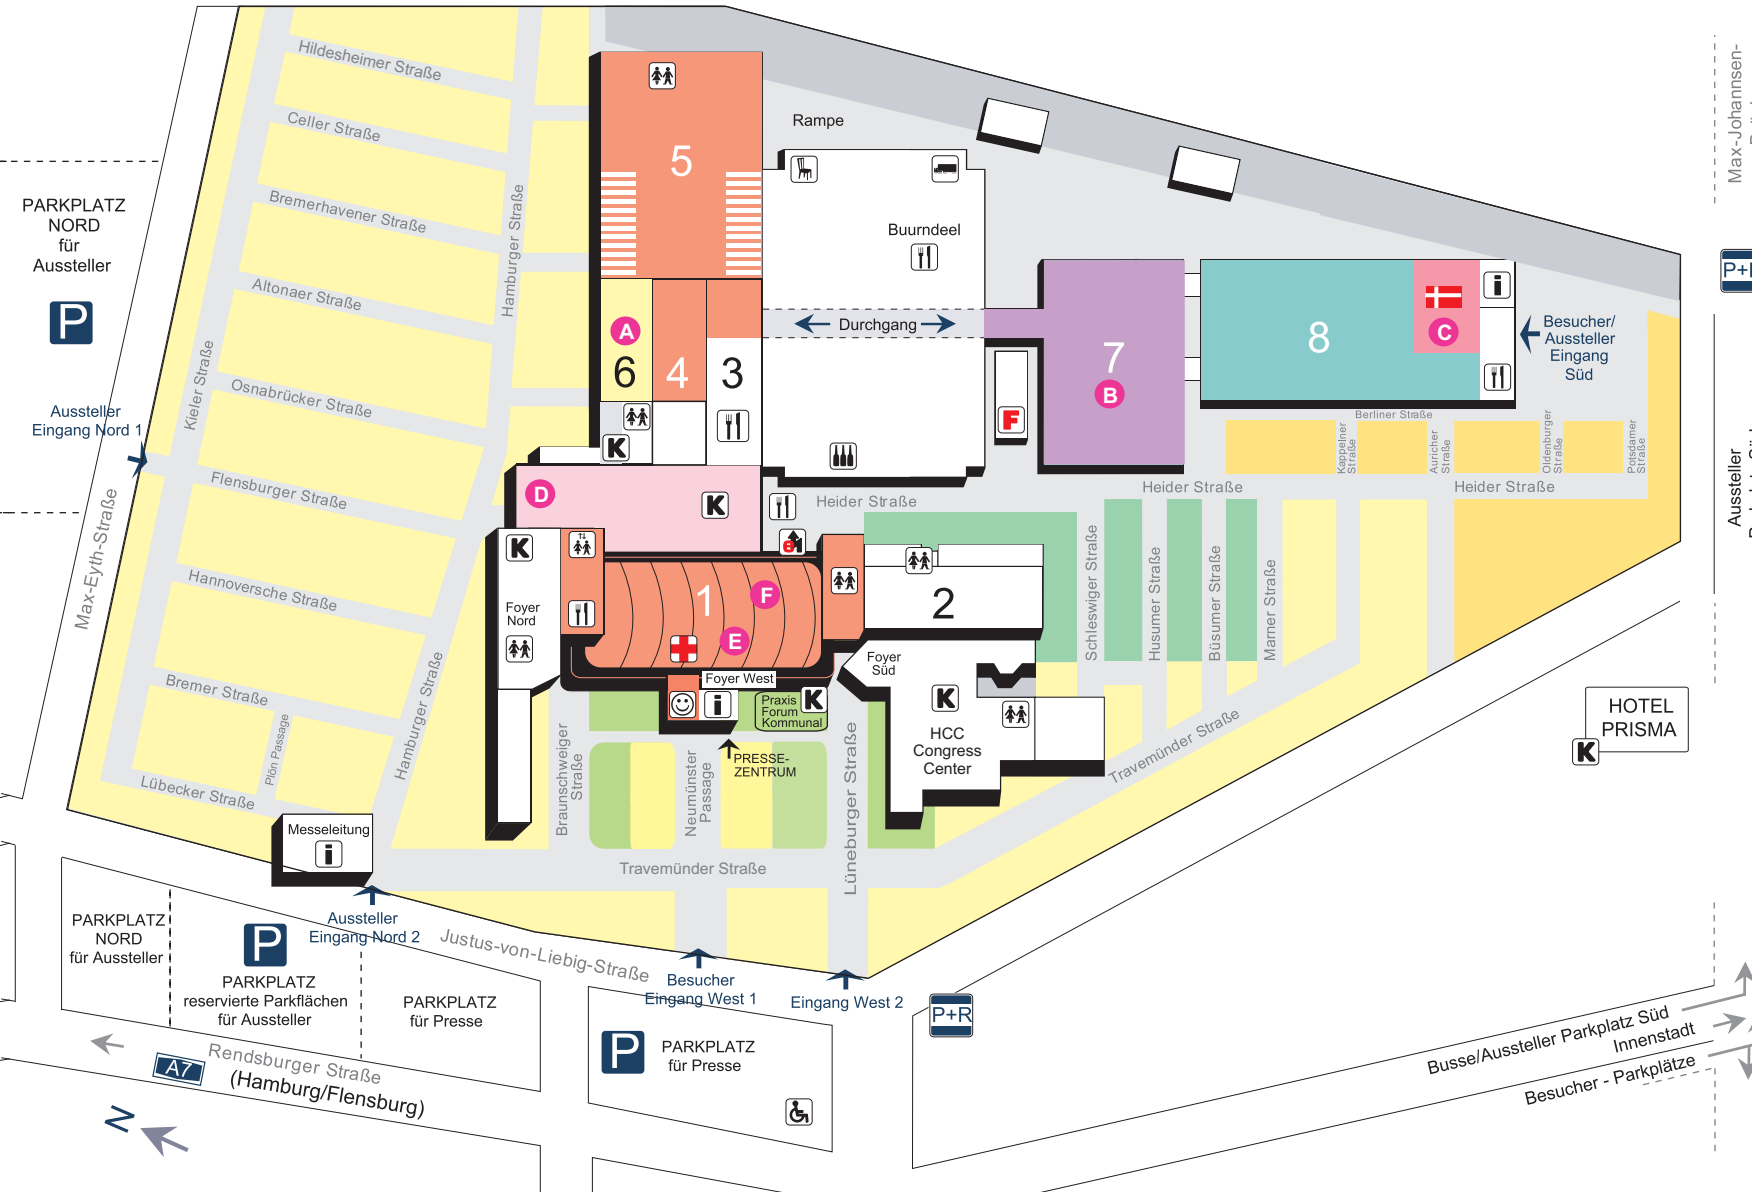 Hildesheimer Straße
Celler Straße
Bremerhavener Straße
Altonaer Straße
Osnabrücker Straße
Flensburger Straße
Hannoversche Straße
Bremer Straße
Lübecker Straße
Plön Passage
Kieler Straße
Hamburger Straße
Hamburger Straße
Max-Eyth-Straße
PARKPLATZ
NORD
für
Aussteller
P
Aussteller
Eingang Nord 1
5
Rampe
Buurndeel
Durchgang
A
6
4
3
K
F
7
B
8
C
i
Besucher/
Aussteller
Eingang
Süd
Max-Johannsen-
Aussteller
Berliner Straße
Kappelner
Straße
Auricher
Straße
Oldenburger
Straße
Potsdamer
Straße
Heider Straße
Heider Straße
Heider Straße
D
K
K
Foyer
Nord
1
F
E
e1
2
Foyer West
i
Praxis
Forum
Kommunal
K
Foyer
Süd
K
HCC
Congress
Center
PRESSE-
ZENTRUM
Schleswiger Straße
Husumer Straße
Büsumer Straße
Marner Straße
Braunschweiger
Straße
Neumünster
Passage
Lüneburger Straße
Travemünder Straße
Travemünder Straße
HOTEL
PRISMA
K
Messeleitung
i
Aussteller
Eingang Nord 2
Justus-von-Liebig-Straße
Besucher
Eingang West 1
Eingang West 2
P+R
PARKPLATZ
NORD
für Aussteller
P
PARKPLATZ
reservierte Parkflächen
für Aussteller
PARKPLATZ
für Presse
P
PARKPLATZ
für Presse
Rendsburger Straße
A7
(Hamburg/Flensburg)
N
Busse/Aussteller Parkplatz Süd
Innenstadt
Besucher - Parkplätze